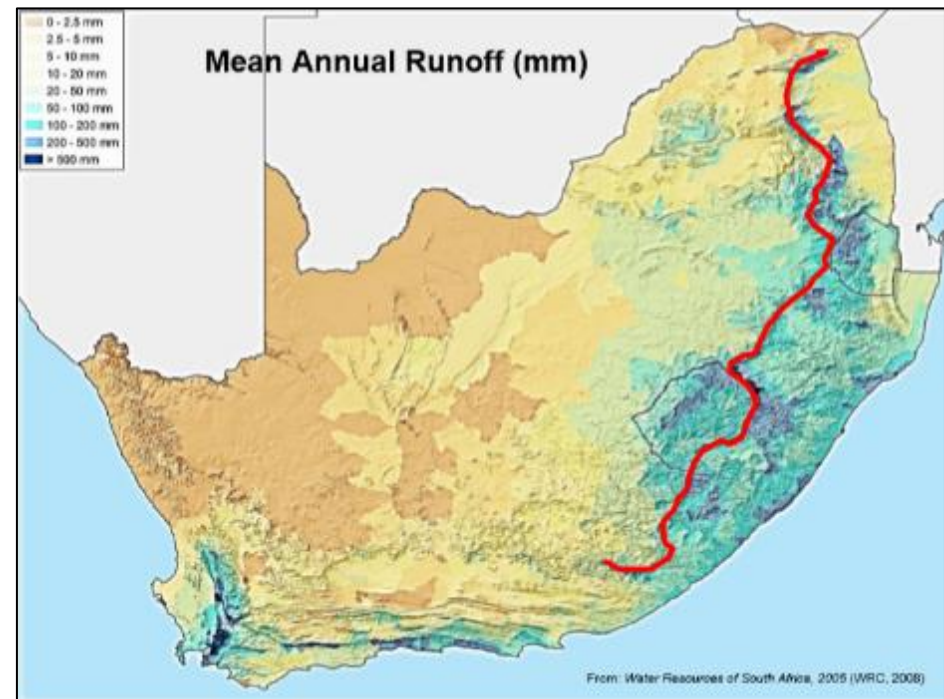 0 - 2.5 mm
2.5 - 5 mm
5 - 10 mm
10 - 20 mm
20 - 50 mm
50 - 100 mm
100 - 200 mm
200 - 500 mm
> 500 mm
Mean Annual Runoff (mm)
From: Water Resources of South Africa, 2005 (WRC, 2008)